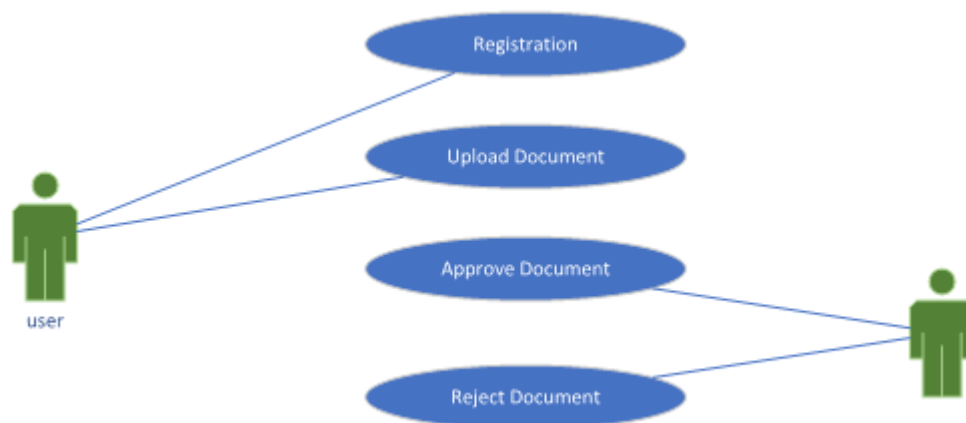 Registration
Upload Document
Approve Document
user
Reject Document